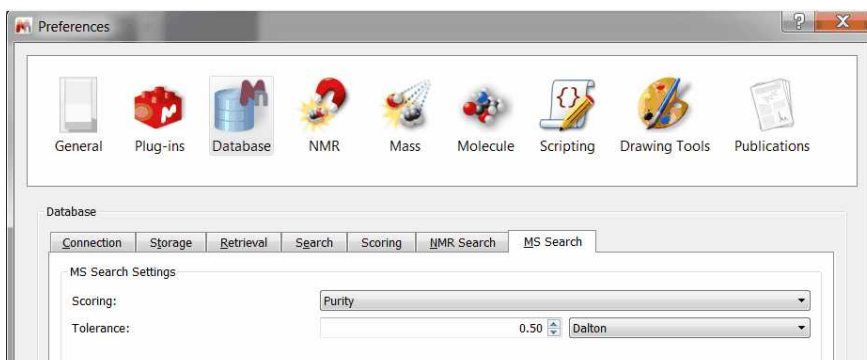 Preferences
General Plug-ins Database NMR Mass Molecule Scripting Drawing Tools Publications
Database
Connection Storage Retrieval Search Scoring NMR Search MS Search
MS Search Settings
Scoring: Purity
Tolerance: 0.50 Dalton